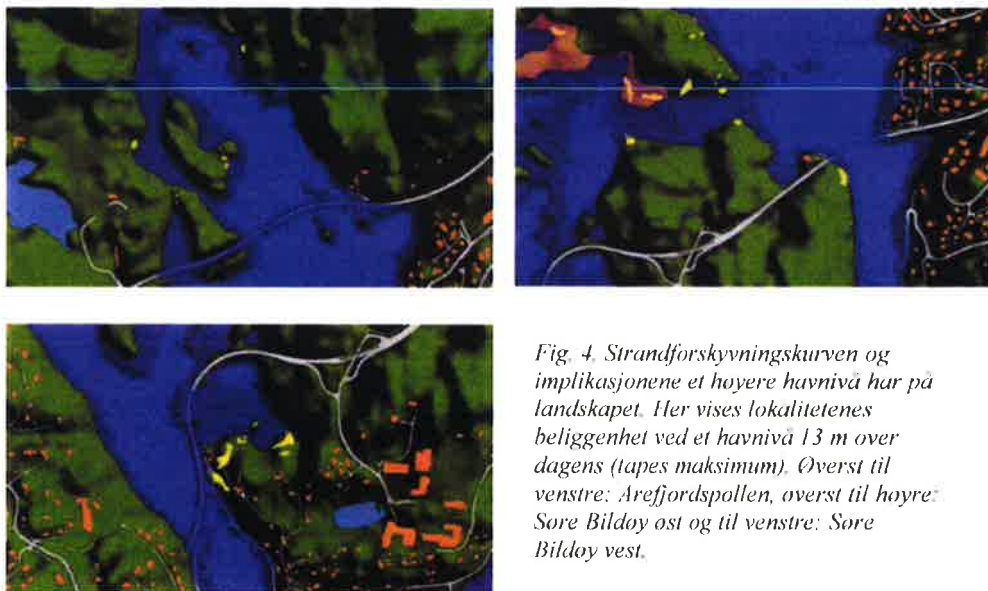 Fig. 4. Strandforskyvningskurven og
implikasjonene et høyere havnivå har på
landskapet. Her vises lokalitetenes
beliggenhet ved et havnivå 13 m over
dagens (tapes maksimum). Øverst til
venstre: Arefjordspollen, øverst til høyre:
Søre Bildøy øst og til venstre: Søre
Bildøy vest.